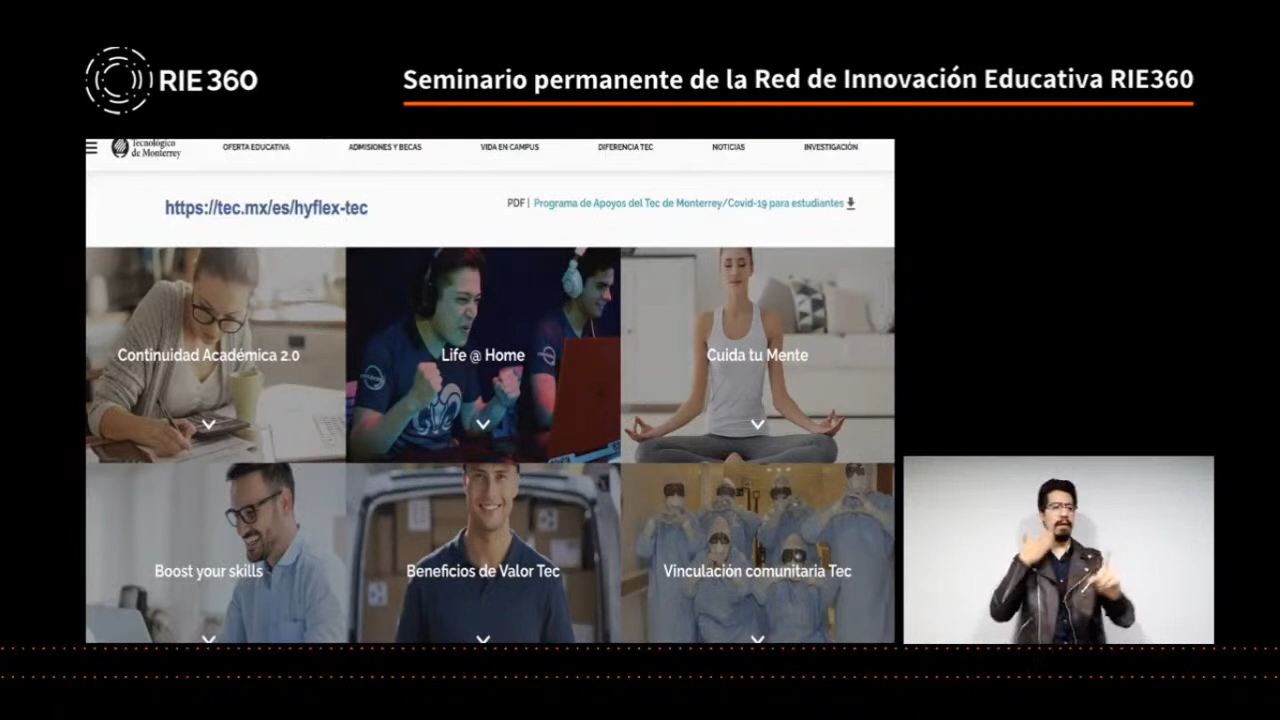 RIE 360
Seminario permanente de la Red de Innovación Educativa RIE360
Tecnológico
de Monterrey
OFERTA EDUCATIVA
ADMISIONES Y BECAS
VIDA EN CAMPUS
DIFERENCIA TEC
NOTICIAS
INVESTIGACIÓN
https://tec.mx/es/hyflex-tec
PDF | Programa de Apoyos del Tec de Monterrey/Covid-19 para estudiantes
Continuidad Académica 2.0
Life @ Home
Cuida tu Mente
Boost your skills
Beneficios de Valor Tec
Vinculación comunitaria Tec